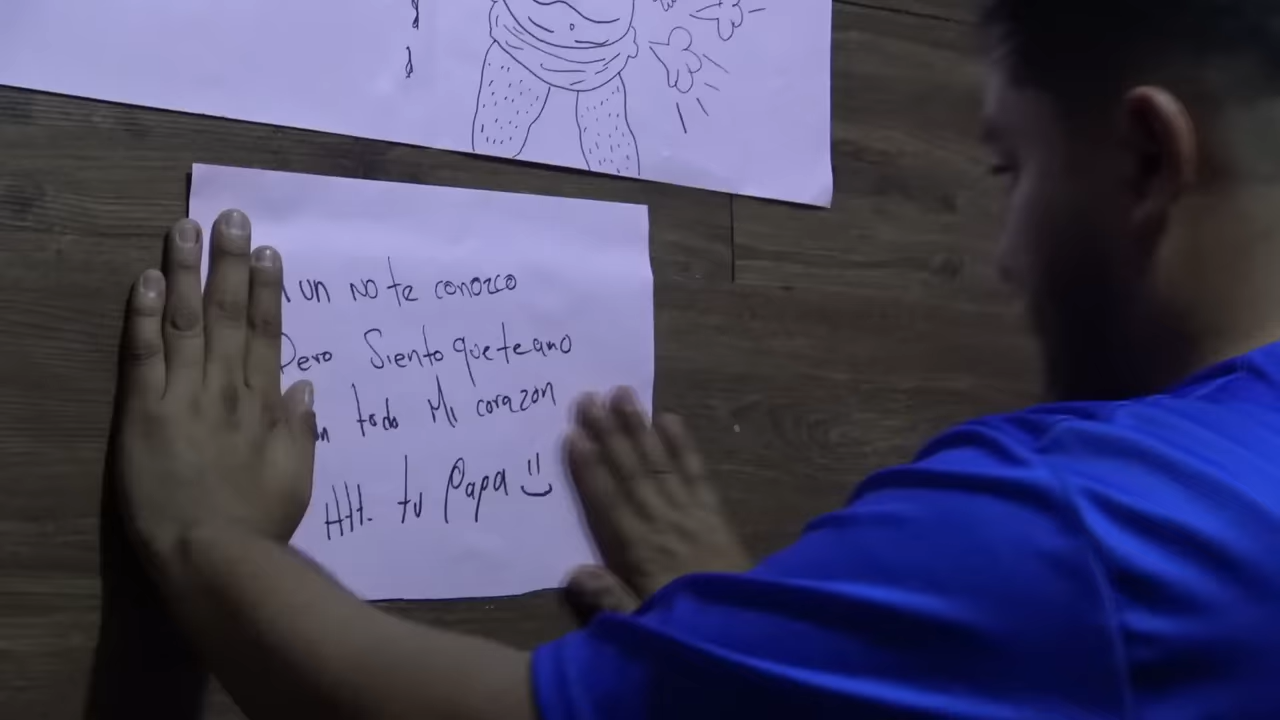 un no te conozco
Pero Siento que te amo
todo Mi corazon
Att. tu Papa